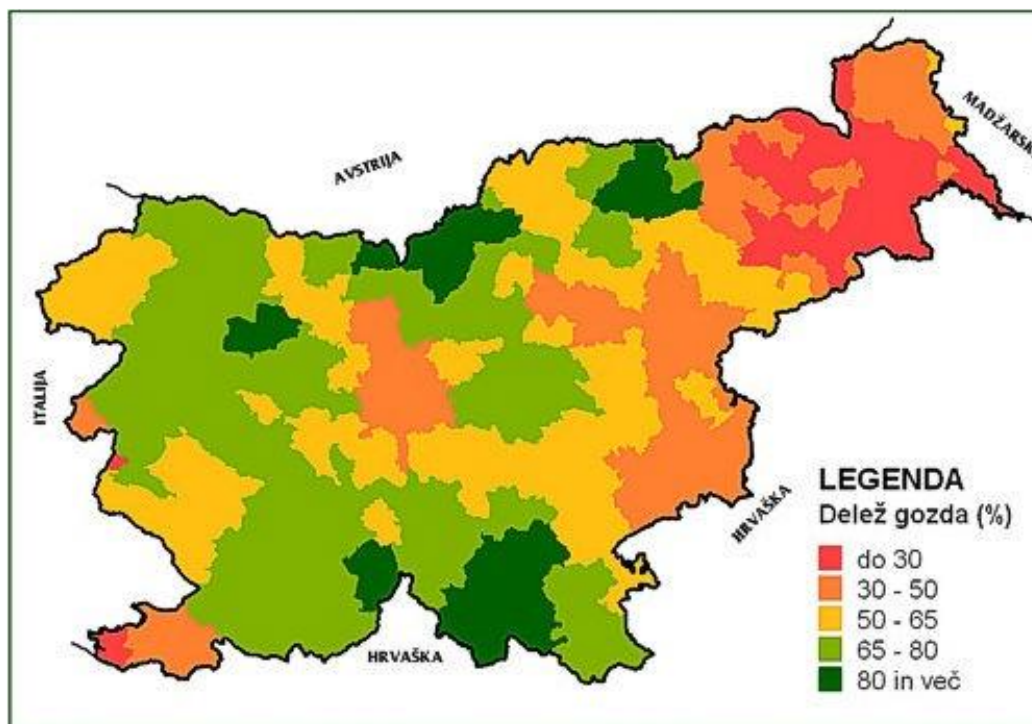 AVSTRIJA
MADŽARSK
ITALIJA
HRVAŠKA
HRVAŠKA
LEGENDA
Delež gozda (%)
do 30
30 - 50
50 - 65
65 - 80
80 in več